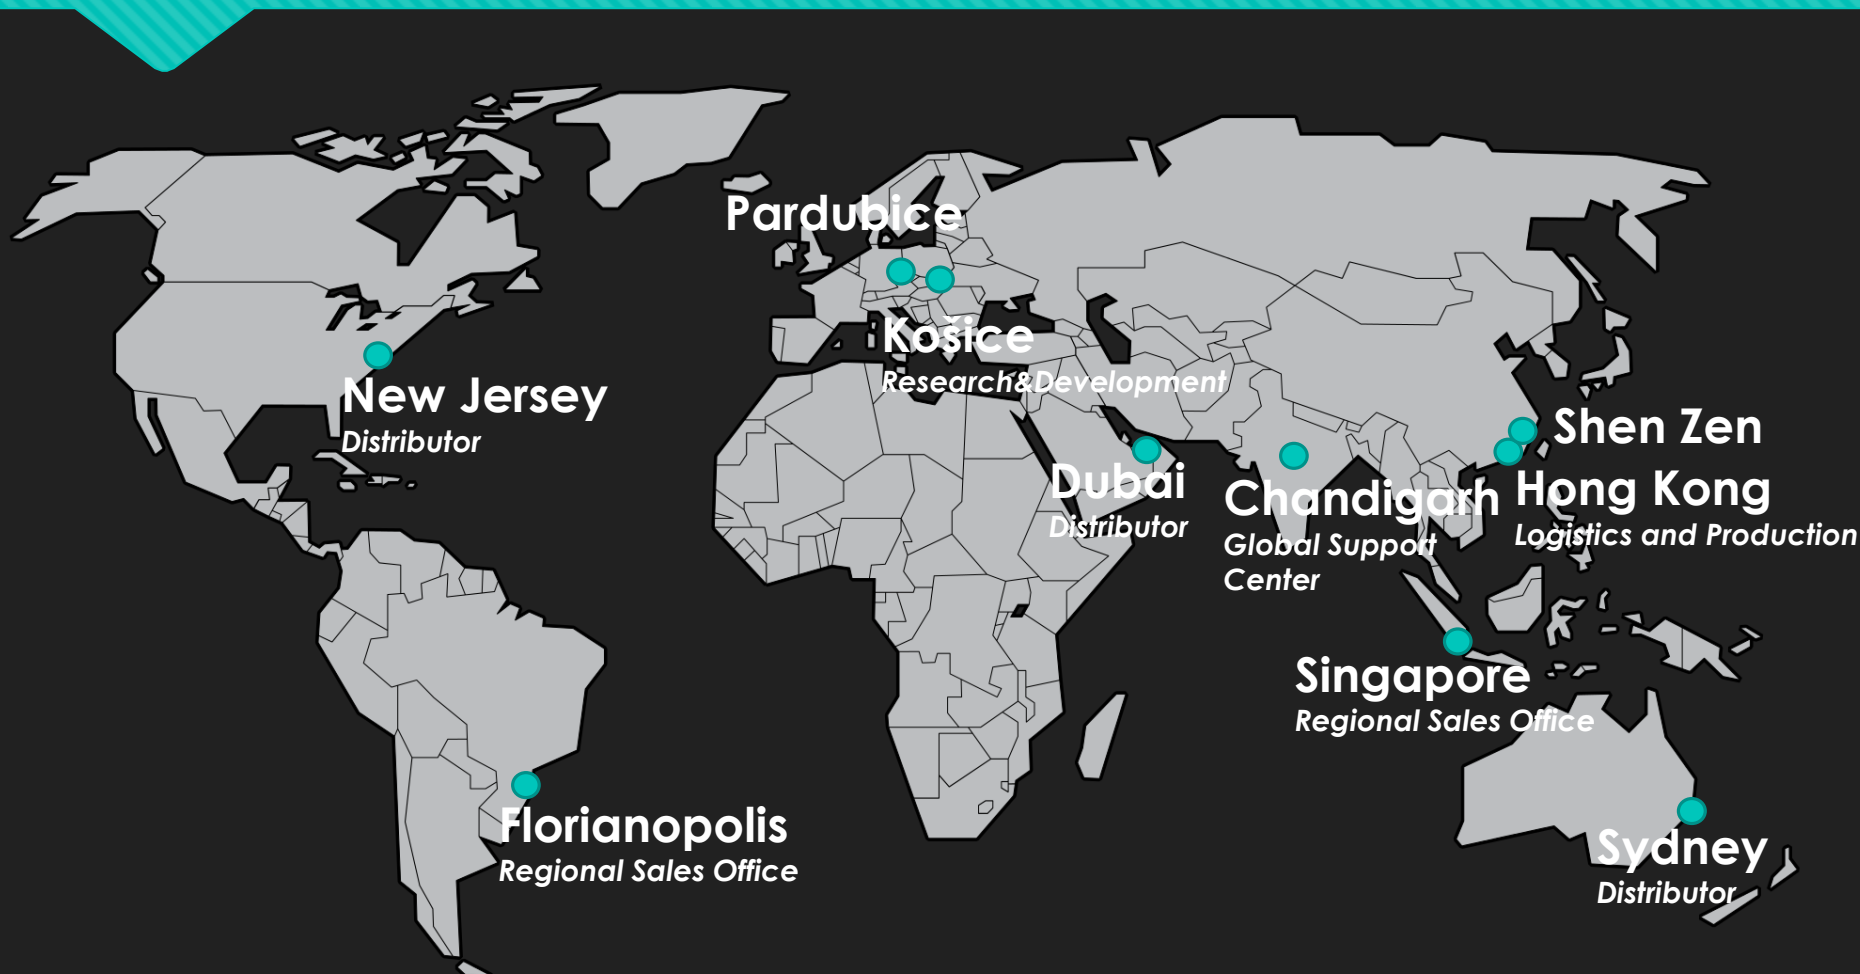 Pardubice
Košice
Research&Development
New Jersey
Distributor
Shen Zen
Dubai
Distributor
Chandigarh
Global Support
Center
Hong Kong
Logistics and Production
Singapore
Regional Sales Office
Florianopolis
Regional Sales Office
Sydney
Distributor